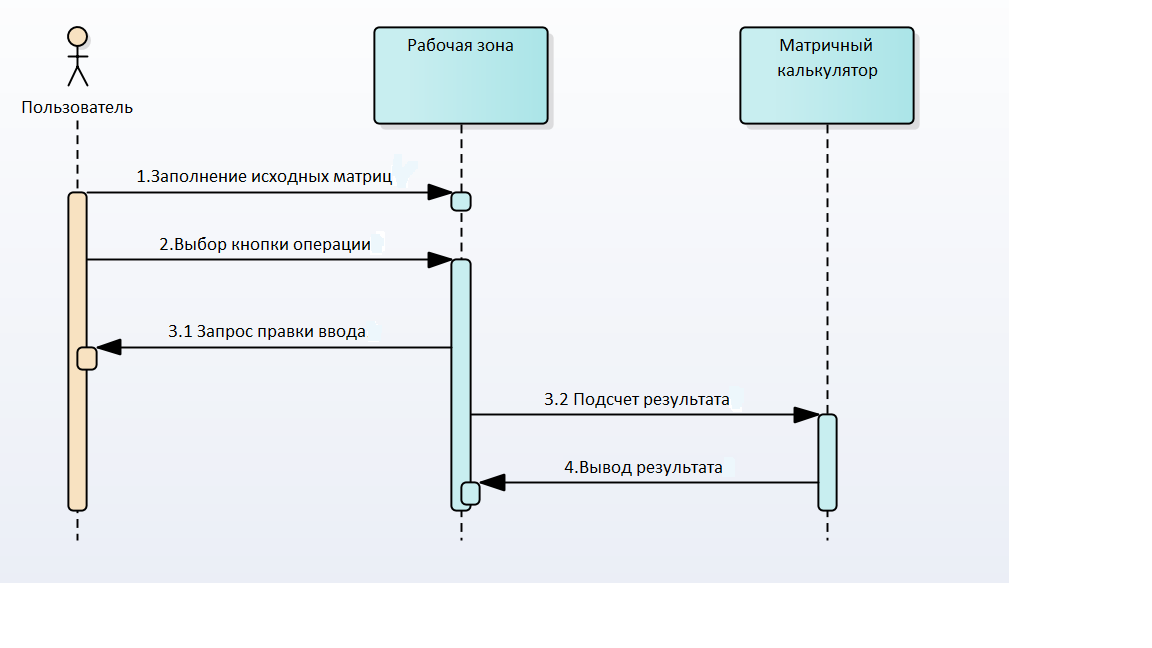 Рабочая зона
Матричный
калькулятор
Пользователь
1.Заполнение исходных матриц
2.Выбор кнопки операции
3.1 Запрос правки ввода
3.2 Подсчет результата
4.Вывод результата